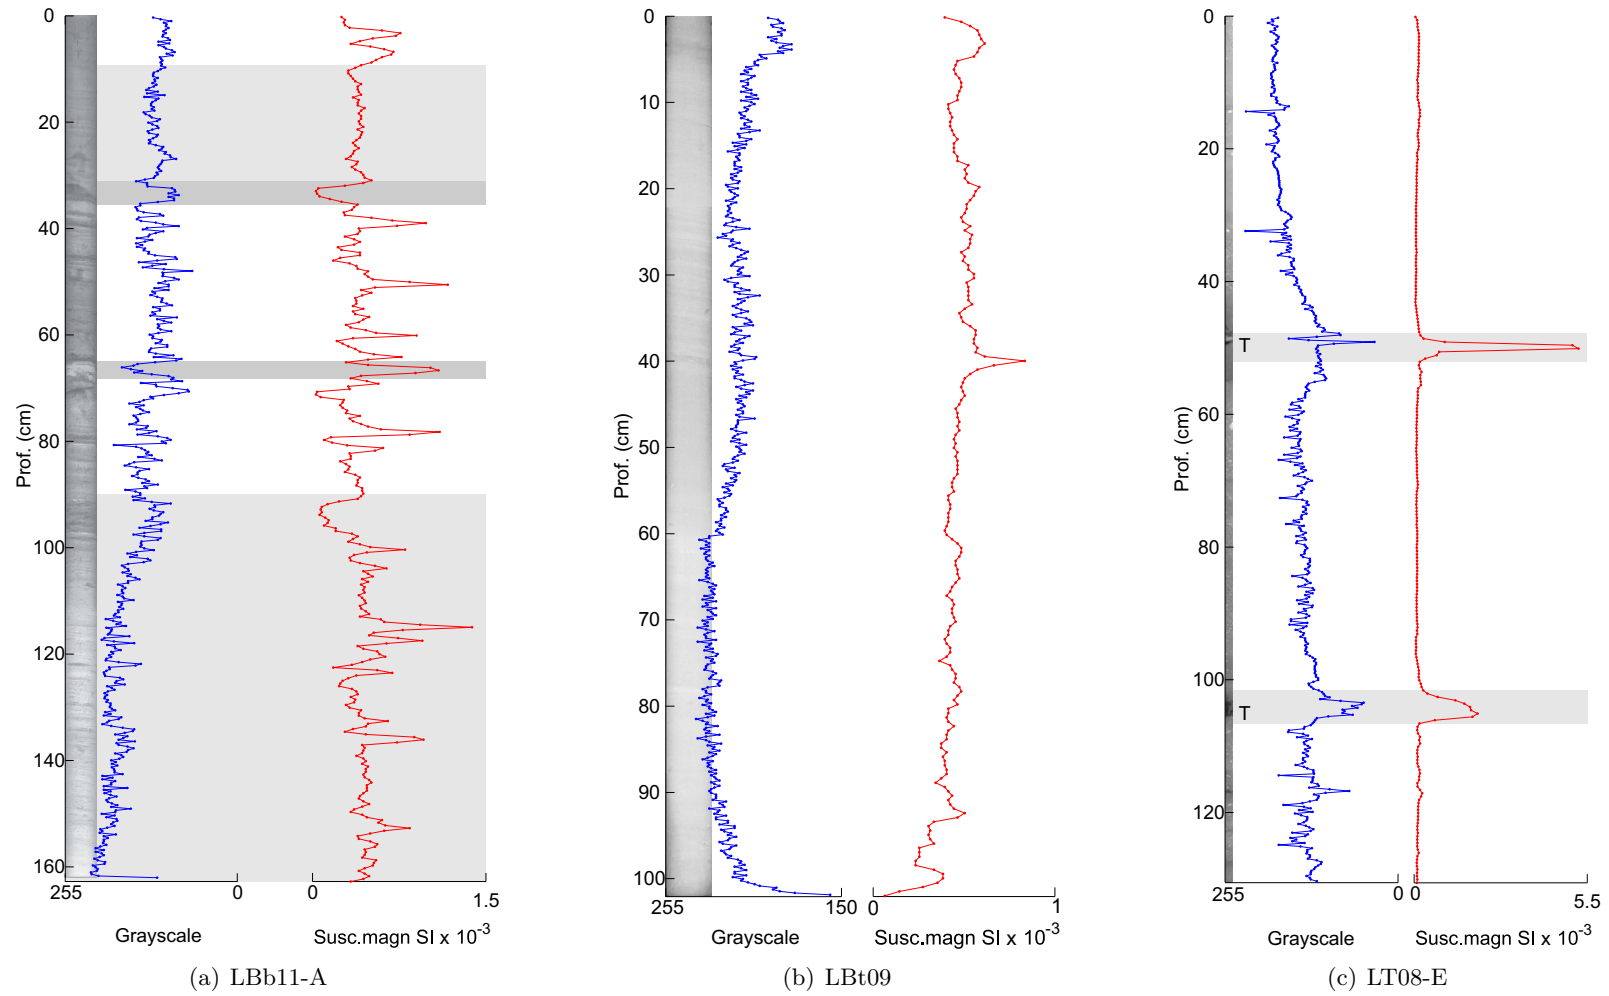 0
20
40
60
80
100
120
140
160
Prof. (cm)
255
0
0
1.5
Grayscale
Susc.magn SI x 10-3
(a) LBb11-A
0
10
20
30
40
50
60
70
80
90
100
Prof. (cm)
255
150
0
1
Grayscale
Susc.magn SI x 10-3
(b) LBt09
0
20
40
60
80
100
120
Prof. (cm)
T
T
255
0
0
5.5
Grayscale
Susc.magn SI x 10-3
(c) LT08-E